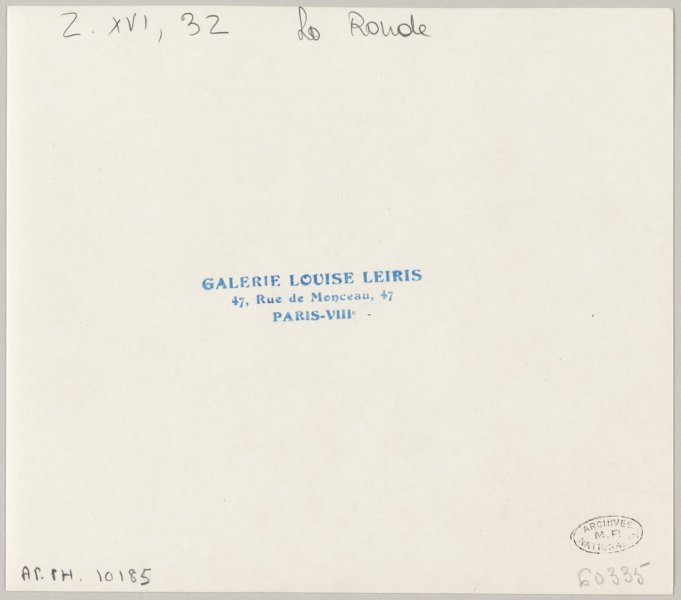 Z. XVI, 32 La Ronde
GALERIE LOUISE LEIRIS
47, Rue de Monceau, 47
PARIS-VIIIe
ARCHIVES
M.P.
NATIONALES
AP. PH. 10185
60335